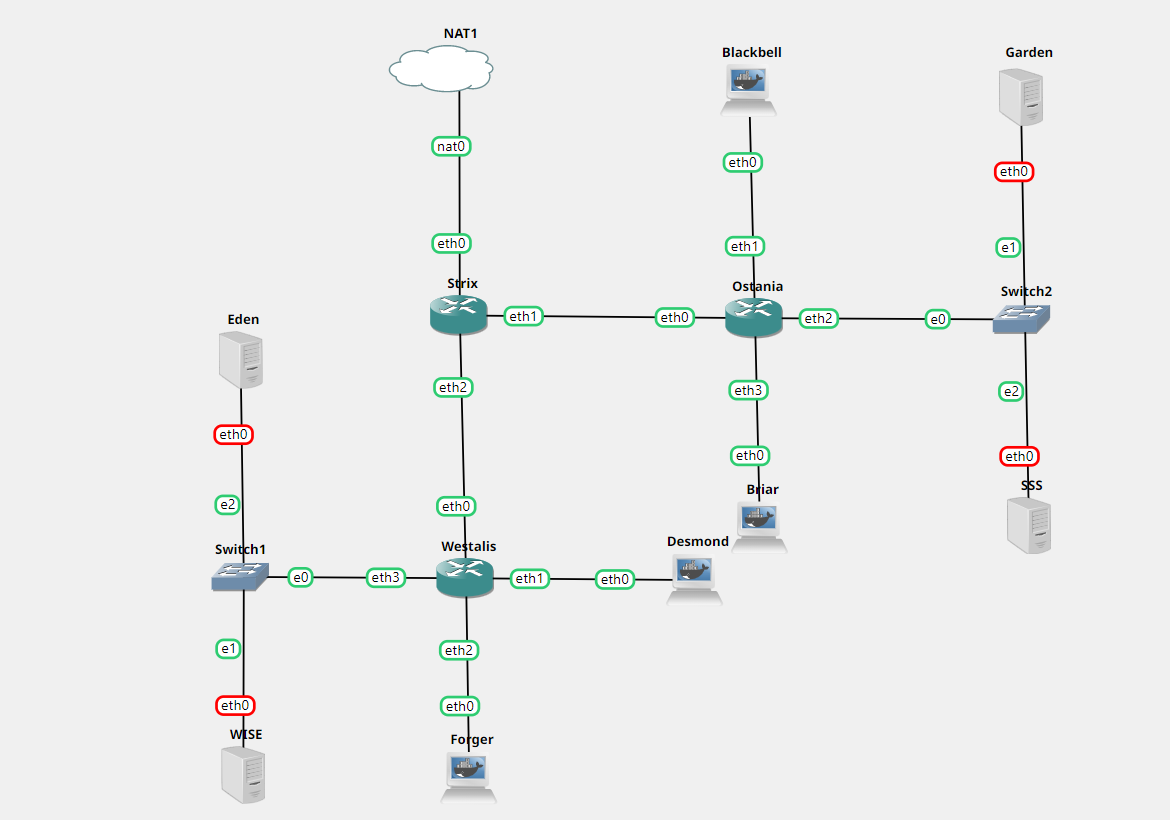 NAT1
Blackbell
Garden
nat0
eth0
eth0
eth0
eth1
e1
Strix
Ostania
Switch2
eth1
eth0
eth2
e0
Eden
eth2
eth3
e2
eth0
eth0
eth0
SSS
Briar
e2
eth0
Desmond
Switch1
Westalis
e0
eth3
eth1
eth0
e1
eth2
eth0
eth0
WISE
Forger